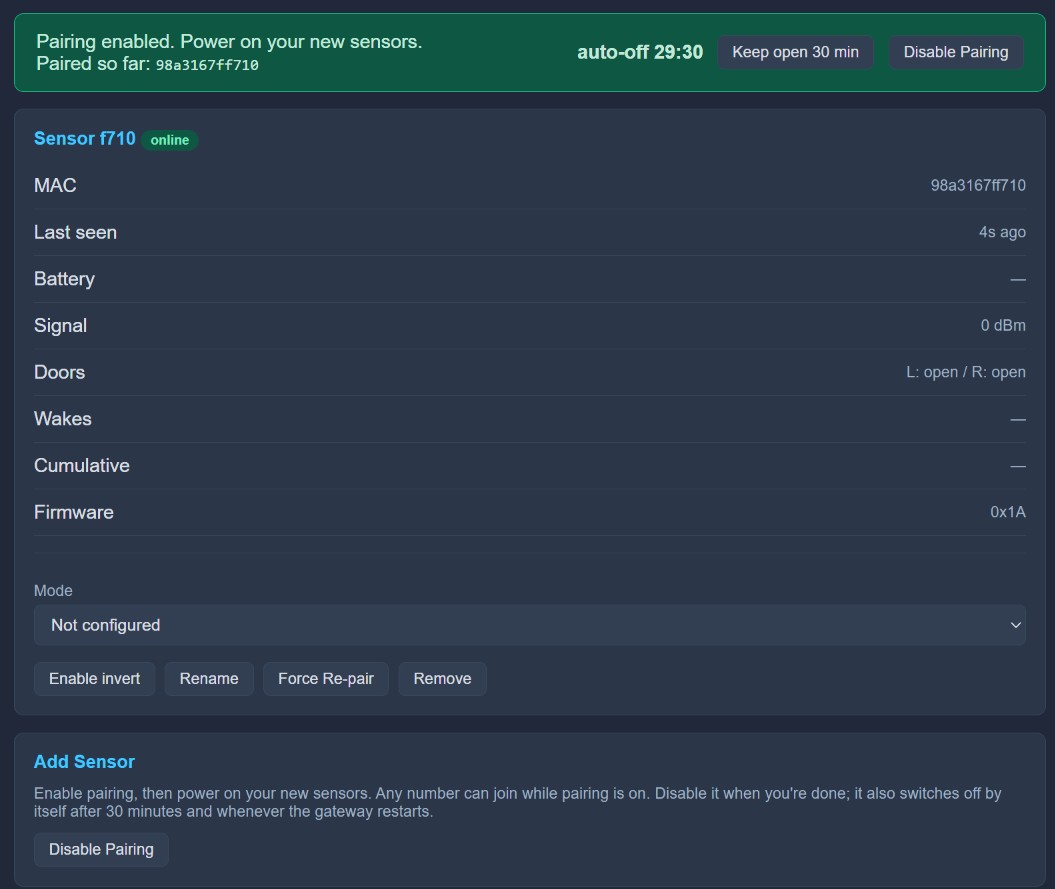 Pairing enabled. Power on your new sensors.
Paired so far: 98a3167ff710
auto-off 29:30
Keep open 30 min
Disable Pairing
Sensor f710 online
MAC 98a3167ff710
Last seen 4s ago
Battery —
Signal 0 dBm
Doors L: open / R: open
Wakes —
Cumulative —
Firmware 0x1A
Mode
Not configured
Enable invert Rename Force Re-pair Remove
Add Sensor
Enable pairing, then power on your new sensors. Any number can join while pairing is on. Disable it when you're done; it also switches off by
itself after 30 minutes and whenever the gateway restarts.
Disable Pairing